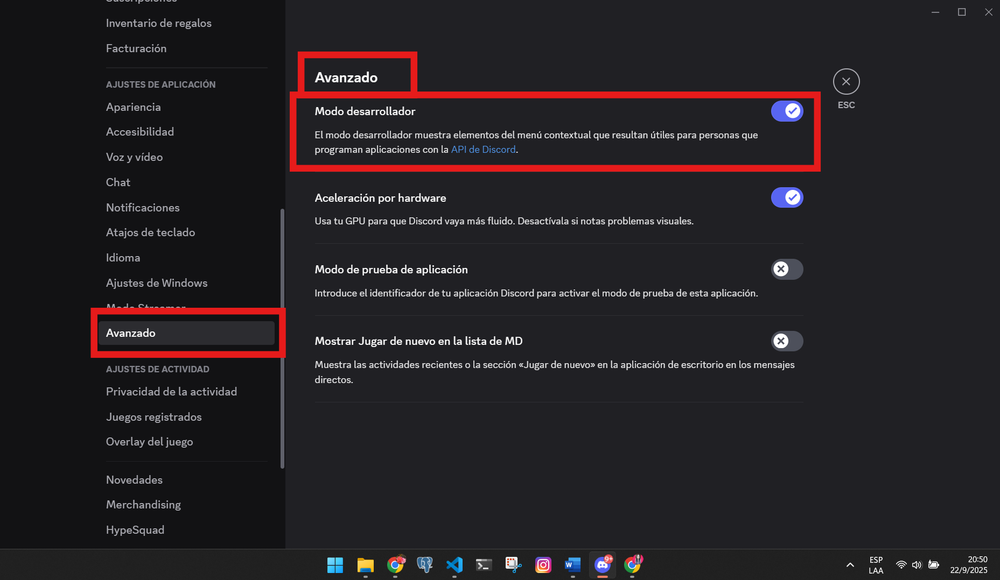 Suscripciones
Inventario de regalos
Facturación
AJUSTES DE APLICACIÓN
Apariencia
Accesibilidad
Voz y vídeo
Chat
Notificaciones
Atajos de teclado
Idioma
Ajustes de Windows
Modo Streamer
Avanzado
AJUSTES DE ACTIVIDAD
Privacidad de la actividad
Juegos registrados
Overlay del juego
Novedades
Merchandising
HypeSquad
Avanzado
Modo desarrollador
El modo desarrollador muestra elementos del menú contextual que resultan útiles para personas que
programan aplicaciones con la API de Discord.
Aceleración por hardware
Usa tu GPU para que Discord vaya más fluido. Desactívala si notas problemas visuales.
Modo de prueba de aplicación
Introduce el identificador de tu aplicación Discord para activar el modo de prueba de esta aplicación.
Mostrar Jugar de nuevo en la lista de MD
Muestra las actividades recientes o la sección «Jugar de nuevo» en la aplicación de escritorio en los mensajes
directos.
ESC
W
9+
ESP
LAA
20:50
22/9/2025